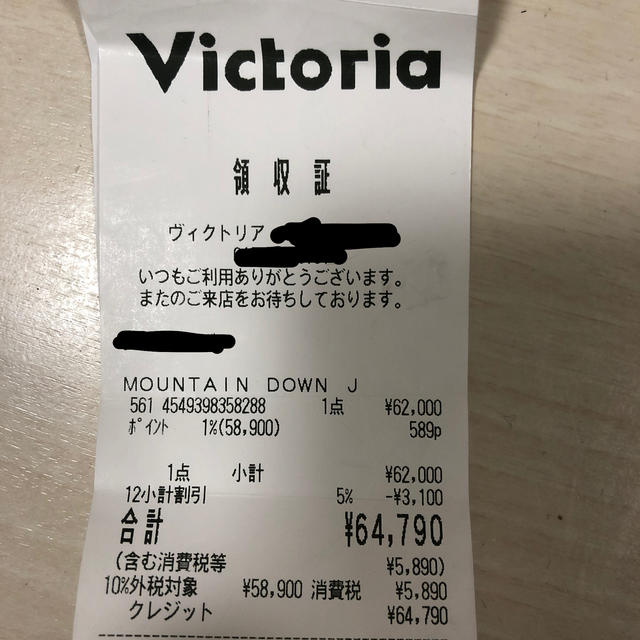 Victoria
領収証
ヴィクトリア
いつもご利用ありがとうございます。
またのご来店をお待ちしております。
MOUNTAIN DOWN J
561 4549398358288 1点 ¥62,000
ﾎﾟｲﾝﾄ 1%(58,900) 589p
1点 小計 ¥62,000
12小計割引 5% -¥3,100
合計 ¥64,790
(含む消費税等 ¥5,890)
10%外税対象 ¥58,900 消費税 ¥5,890
クレジット ¥64,790